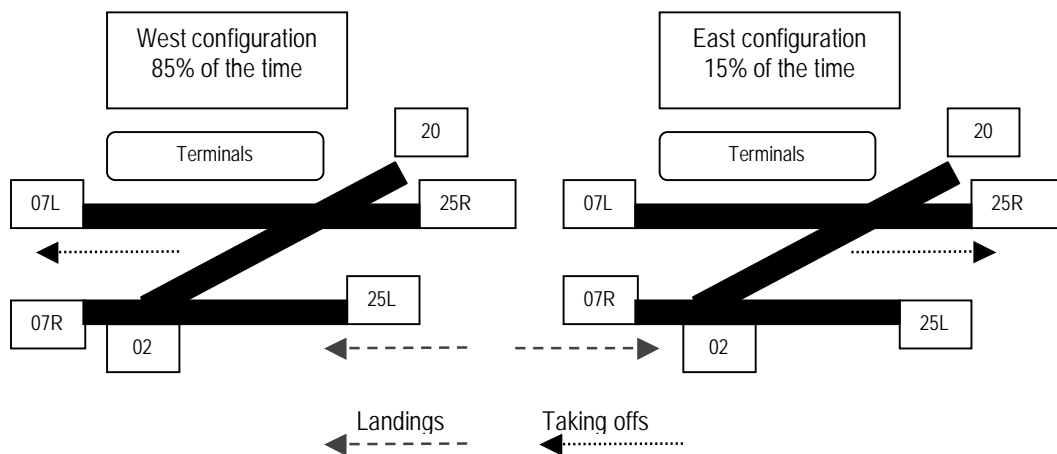 West configuration
85% of the time
East configuration
15% of the time
20
20
Terminals
Terminals
07L
25R
07L
25R
07R
25L
07R
25L
02
02
Landings
Taking offs